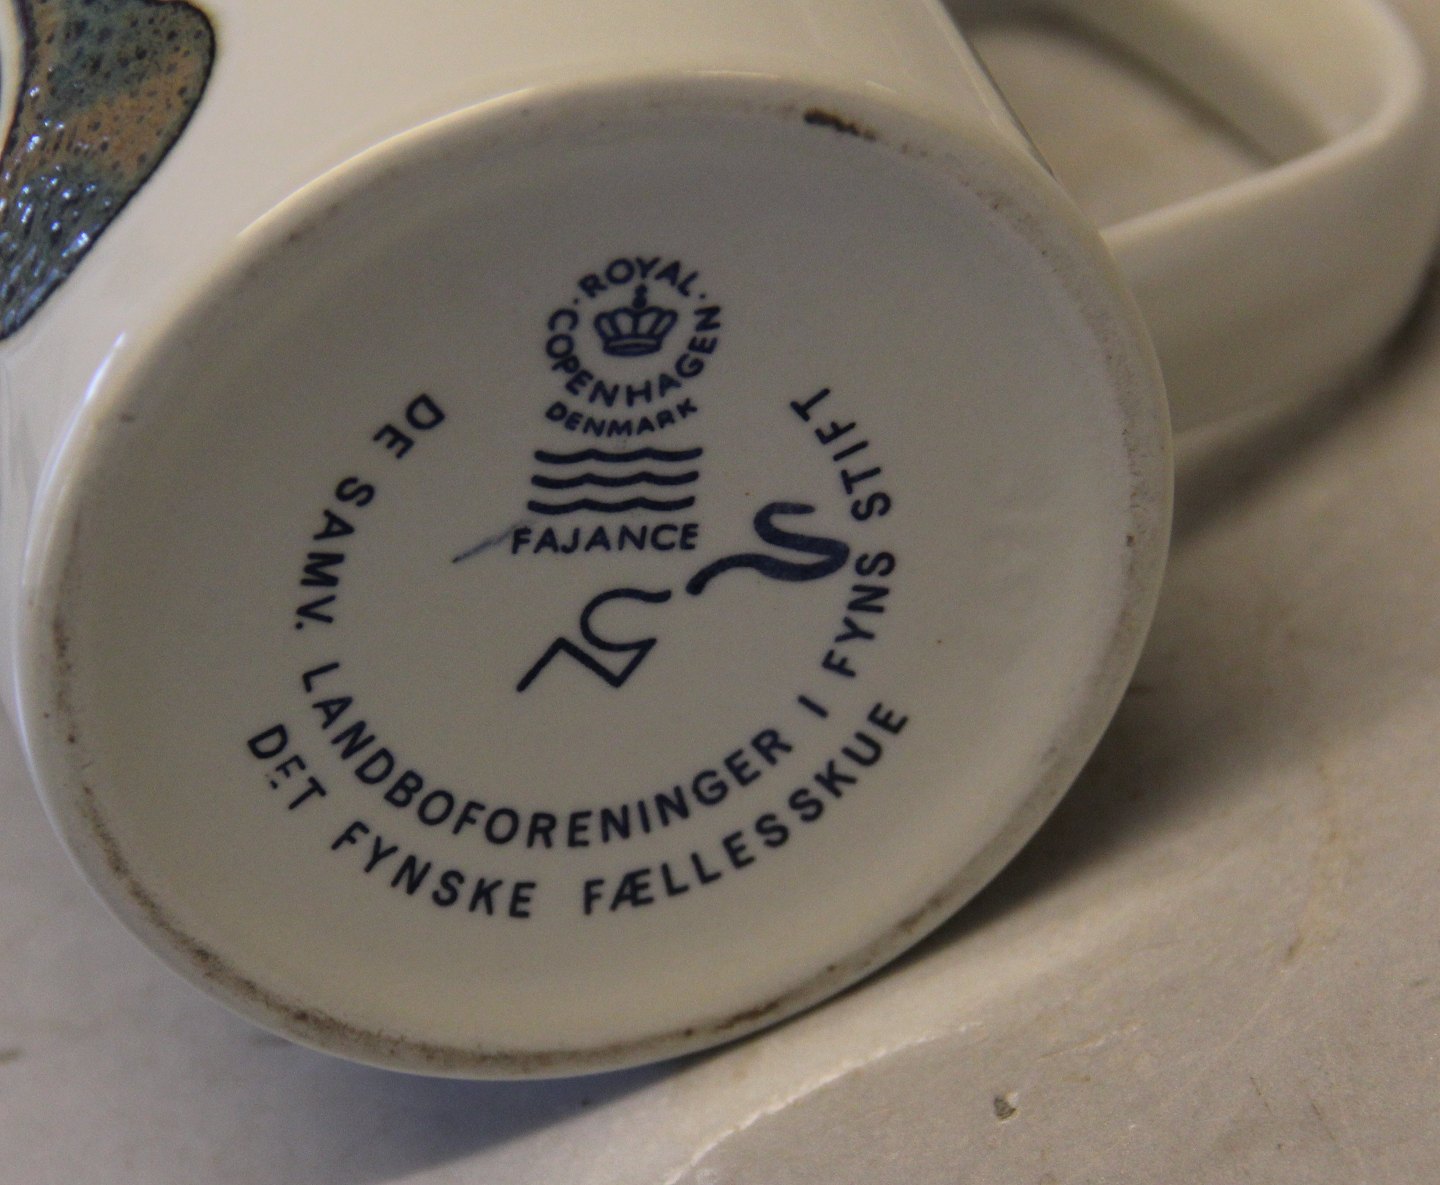 ROYAL
COPENHAGEN
DENMARK
FAJANCE
DE SAMV. LANDBOFORENINGER I FYNS STIFT
DET FYNSKE FÆLLESSKUE